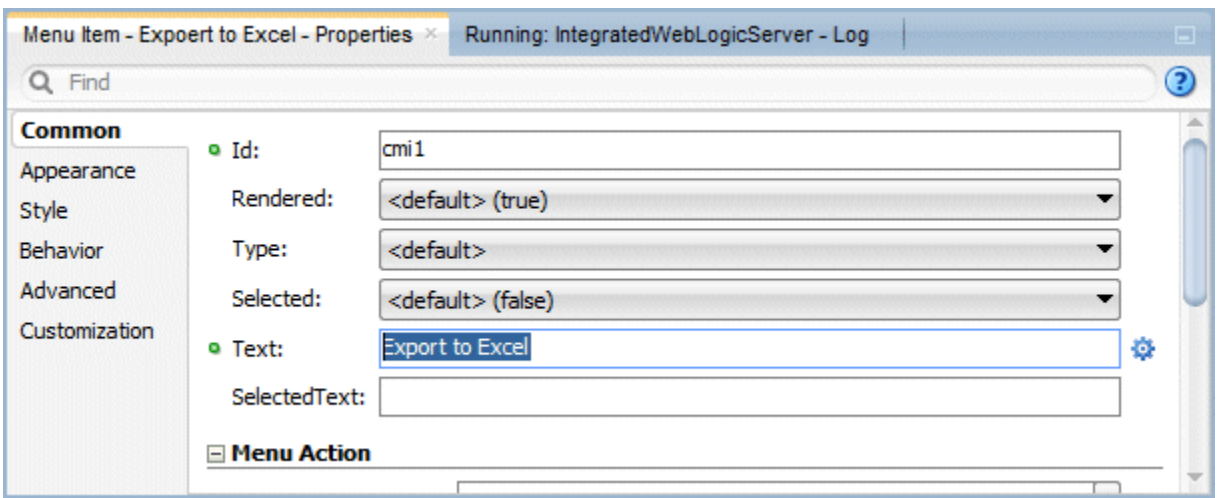 Menu Item - Expoert to Excel - Properties × Running: IntegratedWebLogicServer - Log
Find
Common
Appearance
Style
Behavior
Advanced
Customization
Id: cmi1
Rendered: <default> (true)
Type: <default>
Selected: <default> (false)
Text: Export to Excel
SelectedText:
Menu Action